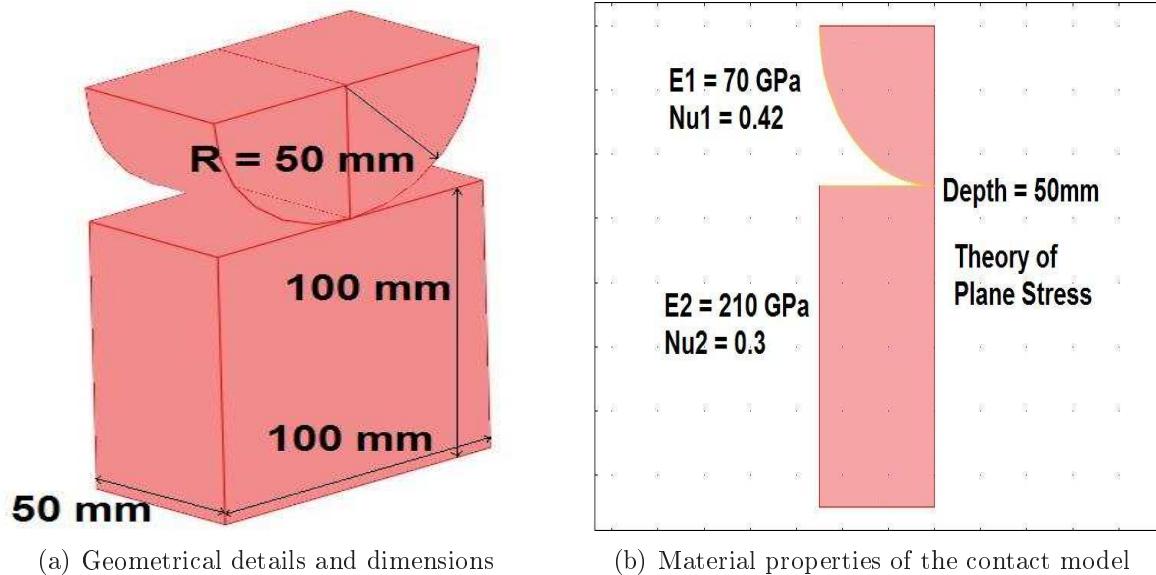 R = 50 mm
100 mm
100 mm
50 mm
(a) Geometrical details and dimensions
E1 = 70 GPa
Nu1 = 0.42
Depth = 50mm
Theory of
Plane Stress
E2 = 210 GPa
Nu2 = 0.3
(b) Material properties of the contact model